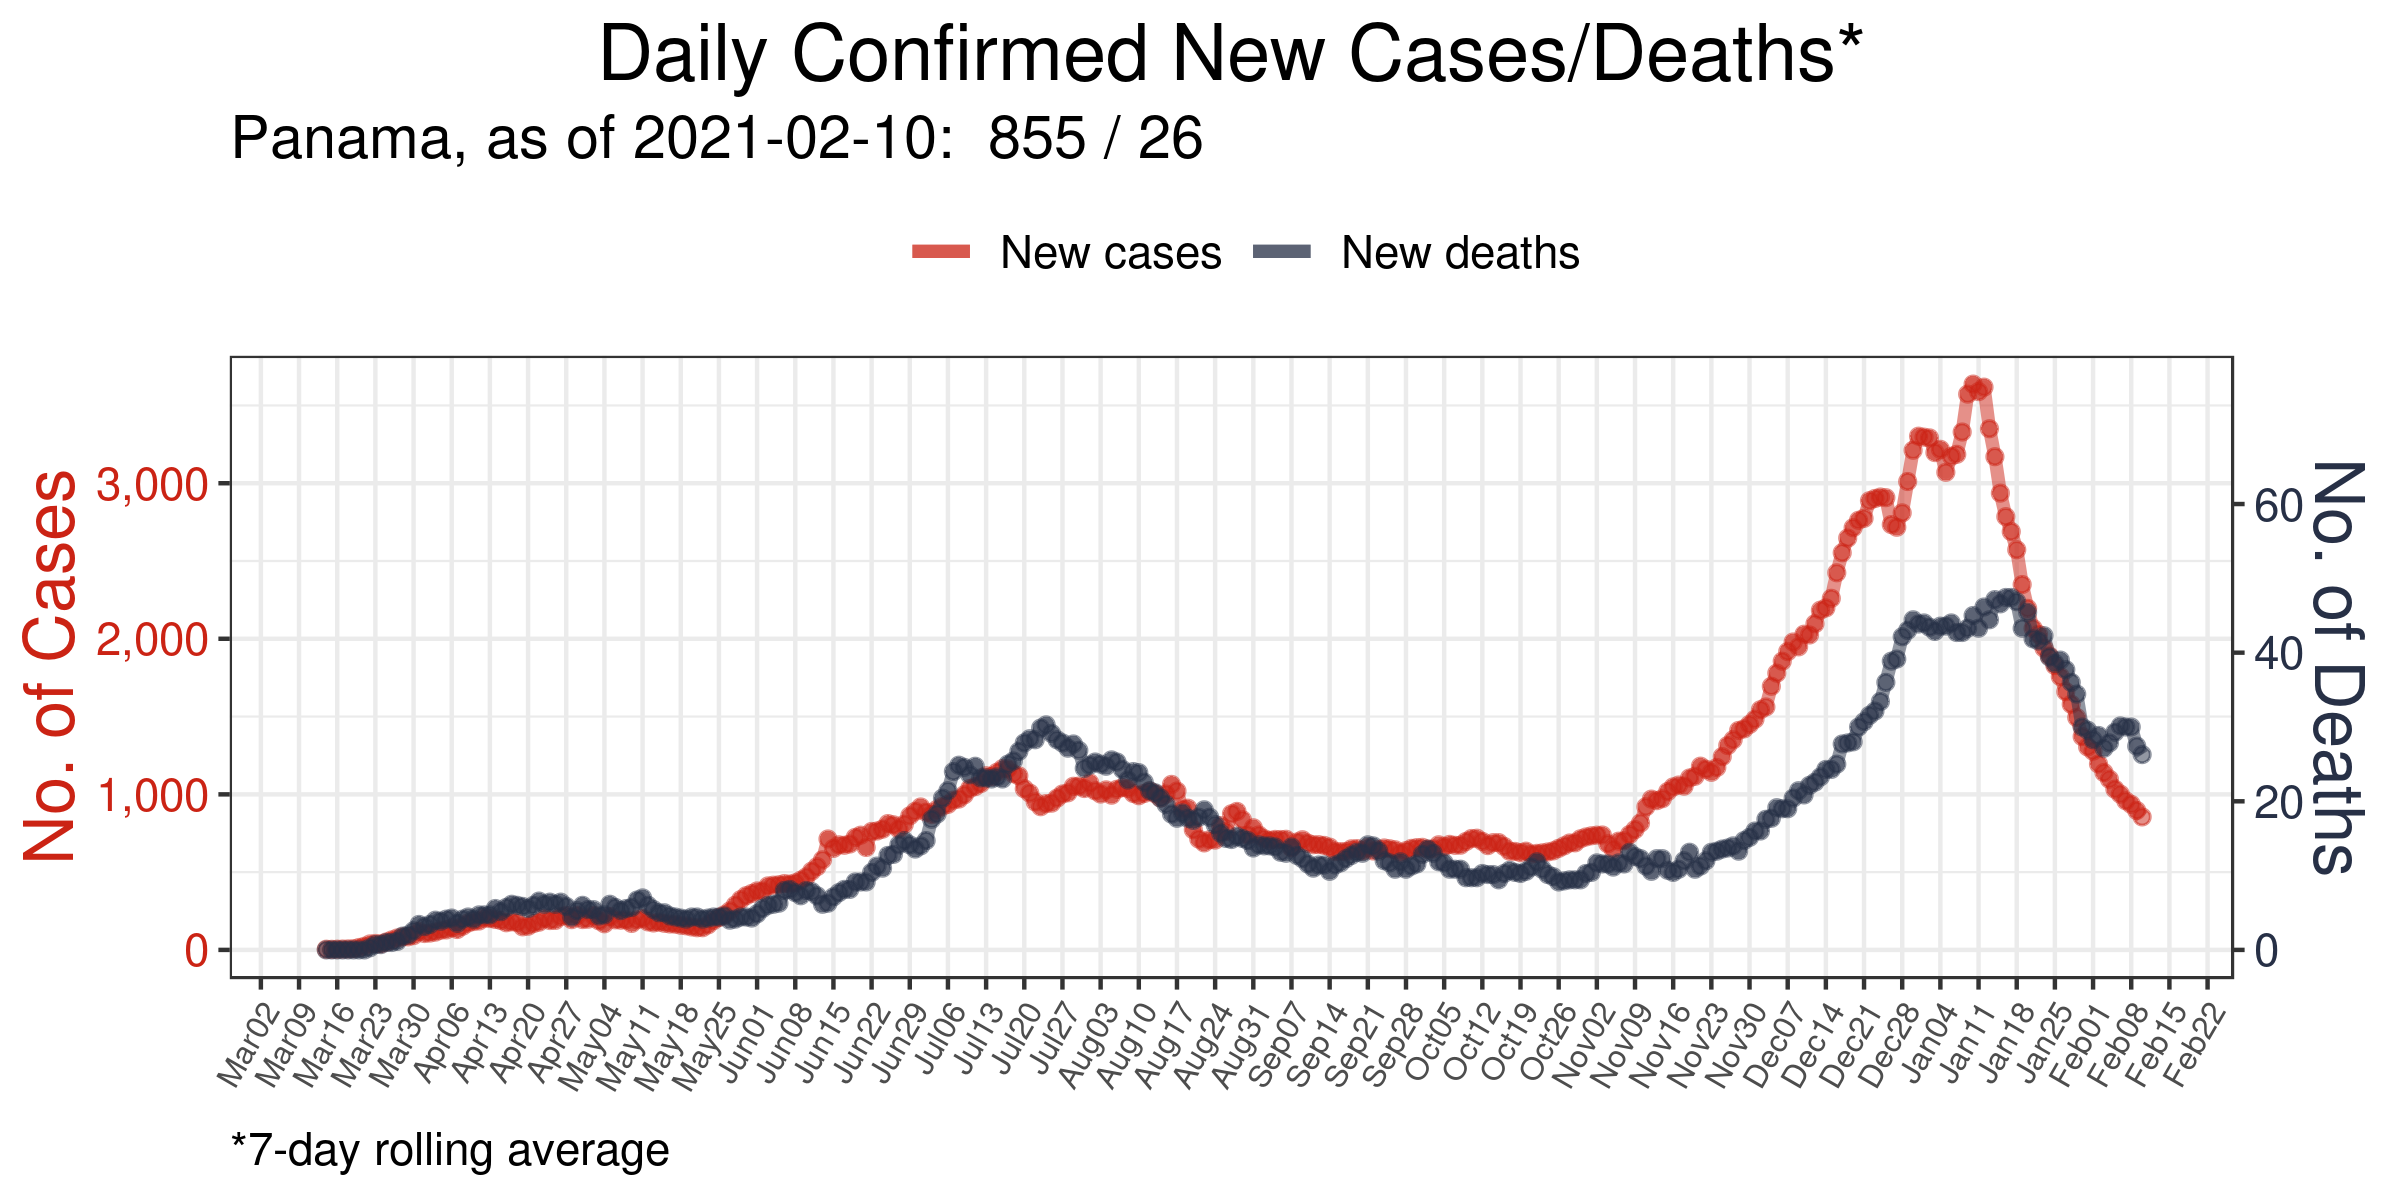 Daily Confirmed New Cases/Deaths*
Panama, as of 2021-02-10:  855 / 26
New cases New deaths
No. of Cases
3,000
2,000
1,000
0
60
40
20
0
No. of Deaths
Mar02 Mar09 Mar16 Mar23 Mar30 Apr06 Apr13 Apr20 Apr27 May04 May11 May18 May25 Jun01 Jun08 Jun15 Jun22 Jun29 Jul06 Jul13 Jul20 Jul27 Aug03 Aug10 Aug17 Aug24 Aug31 Sep07 Sep14 Sep21 Sep28 Oct05 Oct12 Oct19 Oct26 Nov02 Nov09 Nov16 Nov23 Nov30 Dec07 Dec14 Dec21 Dec28 Jan04 Jan11 Jan18 Jan25 Feb01 Feb08 Feb15 Feb22
*7-day rolling average